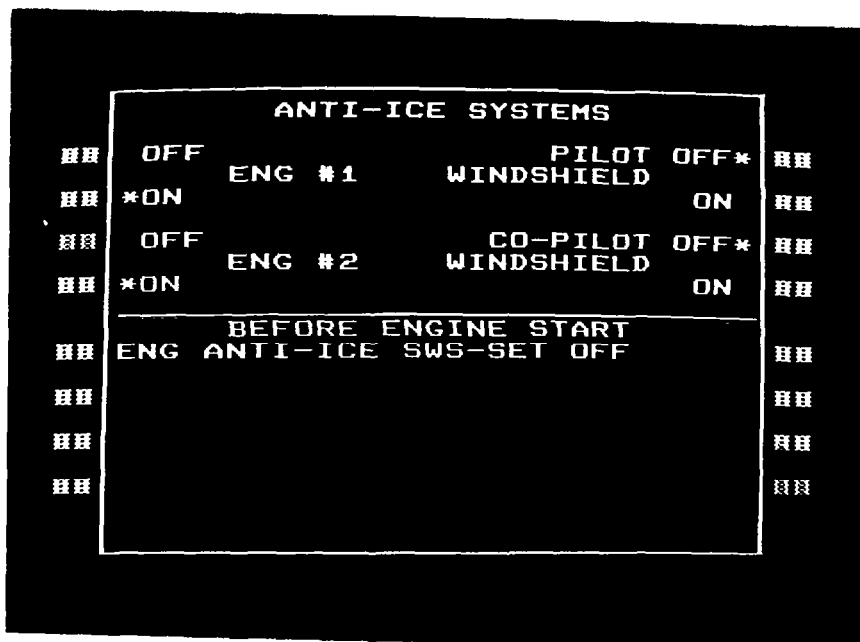 ANTI-ICE SYSTEMS
OFF PILOT OFF*
ENG #1 WINDSHIELD
*ON ON
OFF CO-PILOT OFF*
ENG #2 WINDSHIELD
*ON ON
BEFORE ENGINE START
ENG ANTI-ICE SWS-SET OFF